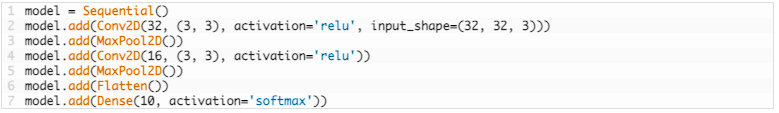 1 model = Sequential()
2 model.add(Conv2D(32, (3, 3), activation='relu', input_shape=(32, 32, 3)))
3 model.add(MaxPool2D())
4 model.add(Conv2D(16, (3, 3), activation='relu'))
5 model.add(MaxPool2D())
6 model.add(Flatten())
7 model.add(Dense(10, activation='softmax'))